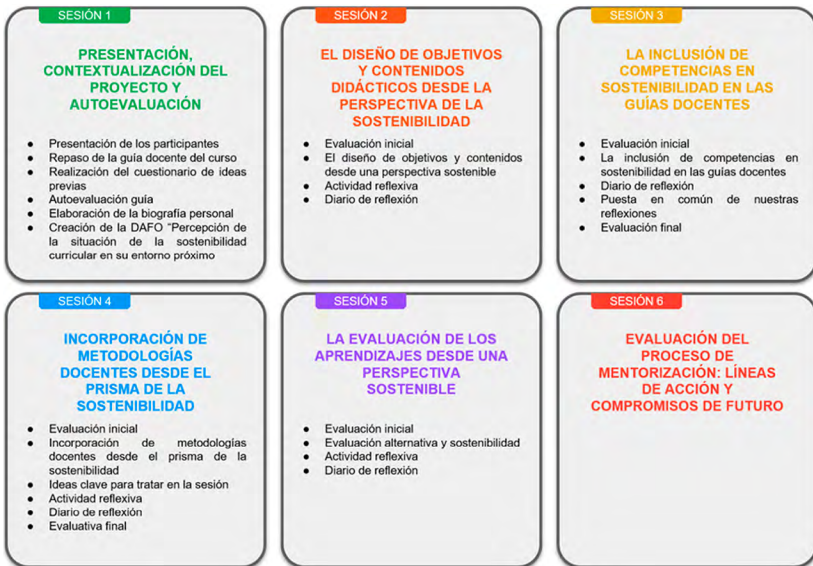 SESIÓN 1
PRESENTACIÓN,
CONTEXTUALIZACIÓN DEL
PROYECTO Y
AUTOEVALUACIÓN
● Presentación de los participantes
● Repaso de la guía docente del curso
● Realización del cuestionario de ideas
previas
● Autoevaluación guía
● Elaboración de la biografía personal
● Creación de la DAFO “Percepción de
la situación de la sostenibilidad
curricular en su entorno próximo
SESIÓN 2
EL DISEÑO DE OBJETIVOS
Y CONTENIDOS
DIDÁCTICOS DESDE LA
PERSPECTIVA DE LA
SOSTENIBILIDAD
● Evaluación inicial
● El diseño de objetivos y contenidos
desde una perspectiva sostenible
● Actividad reflexiva
● Diario de reflexión
SESIÓN 3
LA INCLUSIÓN DE
COMPETENCIAS EN
SOSTENIBILIDAD EN LAS
GUÍAS DOCENTES
● Evaluación inicial
● La inclusión de competencias en
sostenibilidad en las guías docentes
● Diario de reflexión
● Puesta en común de nuestras
reflexiones
● Evaluación final
SESIÓN 4
INCORPORACIÓN DE
METODOLOGÍAS
DOCENTES DESDE EL
PRISMA DE LA
SOSTENIBILIDAD
● Evaluación inicial
● Incorporación de metodologías
docentes desde el prisma de la
sostenibilidad
● Ideas clave para tratar en la sesión
● Actividad reflexiva
● Diario de reflexión
● Evaluativa final
SESIÓN 5
LA EVALUACIÓN DE LOS
APRENDIZAJES DESDE UNA
PERSPECTIVA
SOSTENIBLE
● Evaluación inicial
● Evaluación alternativa y sostenibilidad
● Actividad reflexiva
● Diario de reflexión
SESIÓN 6
EVALUACIÓN DEL
PROCESO DE
MENTORIZACIÓN: LÍNEAS
DE ACCIÓN Y
COMPROMISOS DE FUTURO